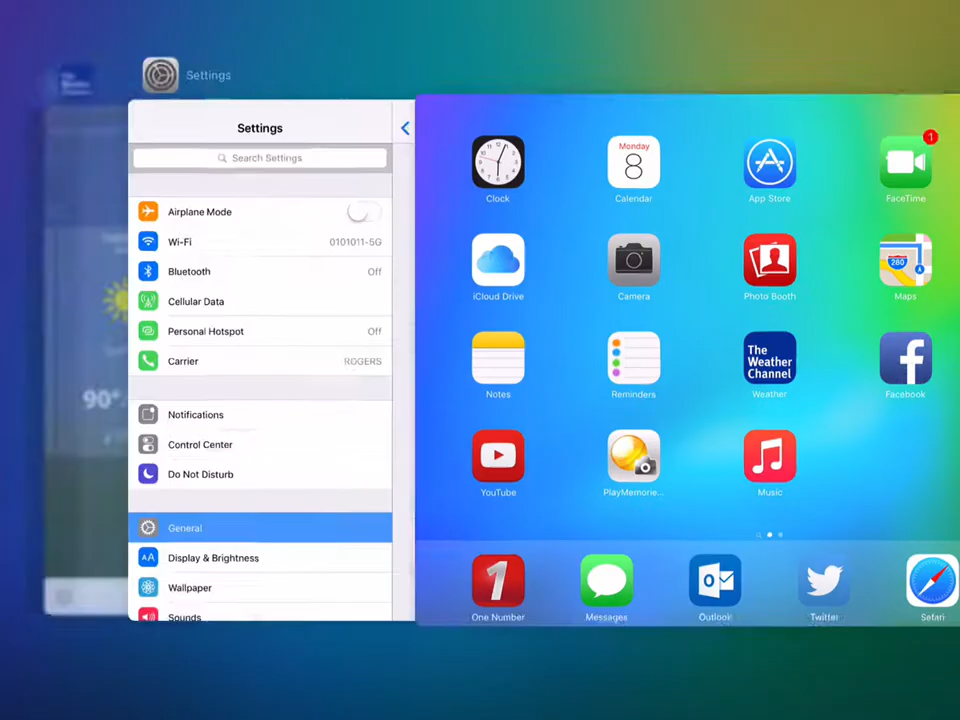 Settings
Settings
Search Settings
Airplane Mode
Wi-Fi 0101011-5G
Bluetooth Off
Cellular Data
Personal Hotspot Off
Carrier ROGERS
Notifications
Control Center
Do Not Disturb
General
AA Display & Brightness
Wallpaper
Sounds
90°
1
Monday
12
8
280
Clock Calendar App Store FaceTime
iCloud Drive Camera Photo Booth Maps
The
Weather
Channel
f
Notes Reminders Weather Facebook
YouTube PlayMemorie... Music
1
One Number Messages Outlook Twitter Safari